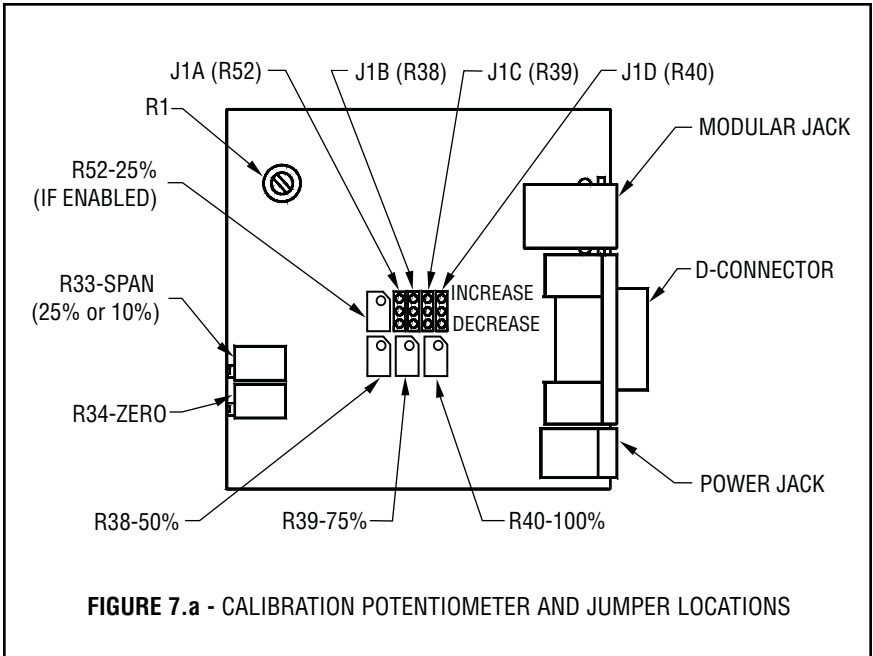 J1A (R52)
J1B (R38)
J1C (R39)
J1D (R40)
R1
MODULAR JACK
R52-25%
(IF ENABLED)
D-CONNECTOR
R33-SPAN
(25% or 10%)
INCREASE
DECREASE
R34-ZERO
POWER JACK
R38-50%
R39-75%
R40-100%
FIGURE 7.a - CALIBRATION POTENTIOMETER AND JUMPER LOCATIONS